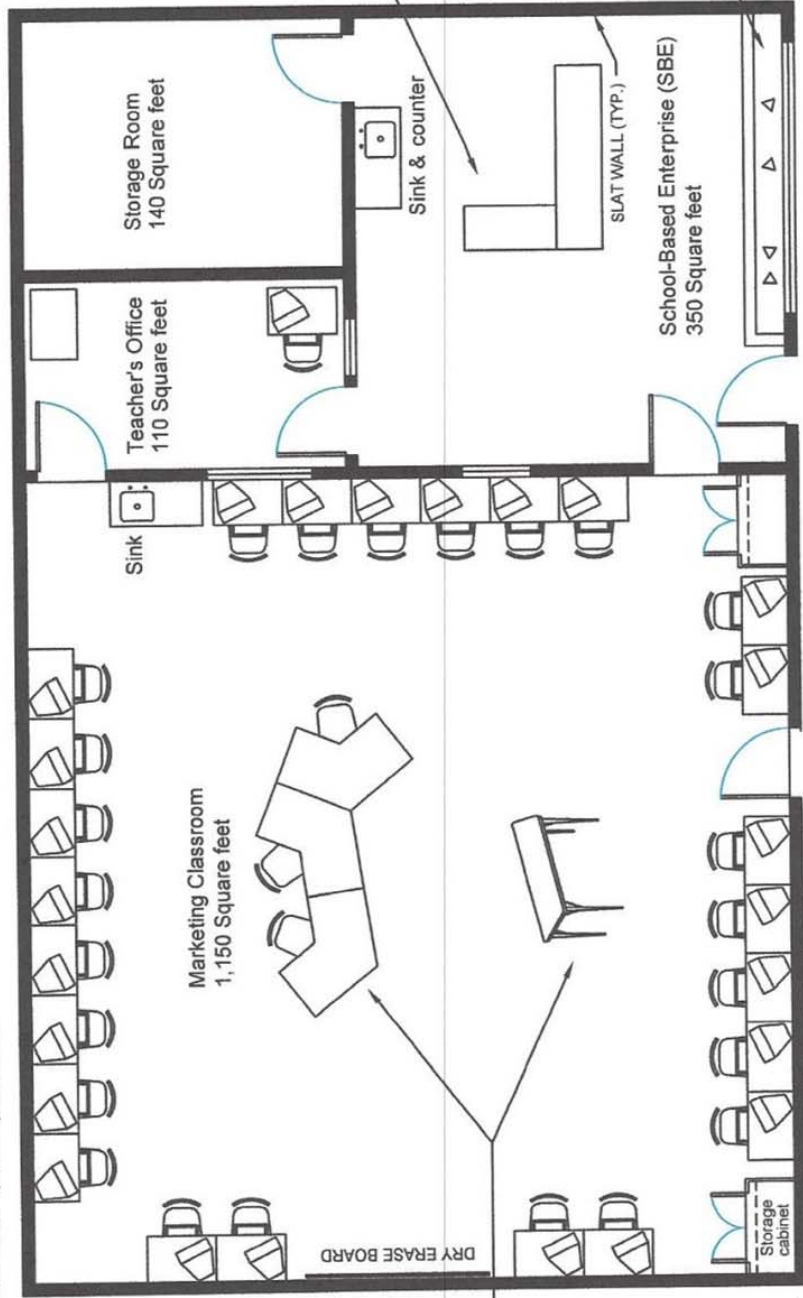 Storage Room
140 Square feet
Teacher's Office
110 Square feet
Sink & counter
SLAT WALL (TYP.)
School-Based Enterprise (SBE)
350 Square feet
Sink
Marketing Classroom
1,150 Square feet
DRY ERASE BOARD
Storage
cabinet